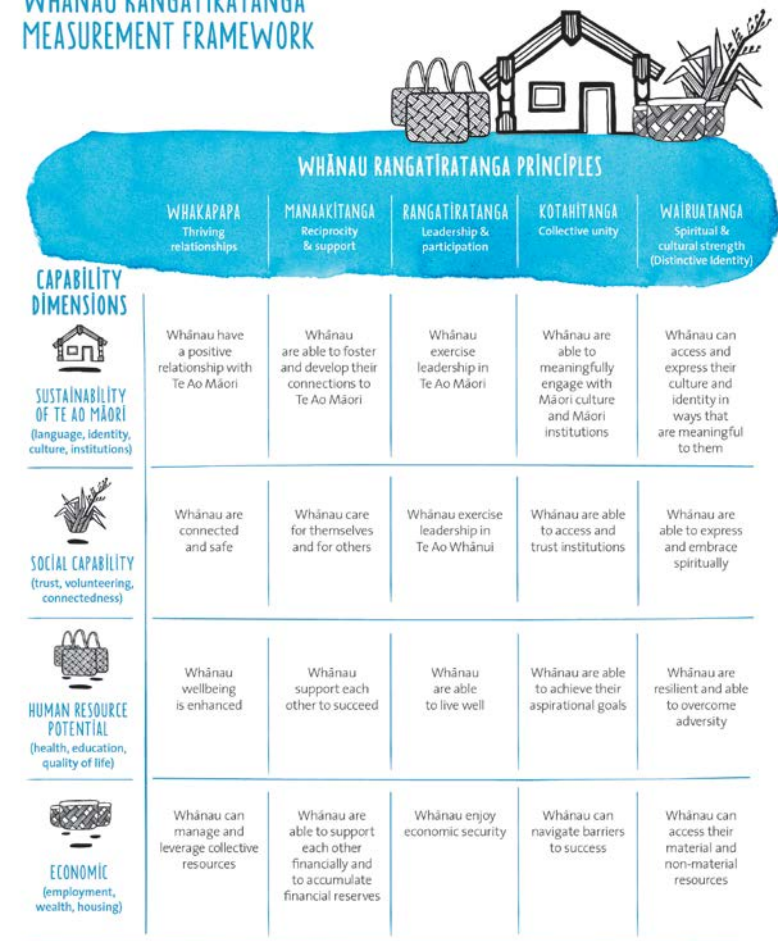 WHĀNAU RANGATIRATANGA
MEASUREMENT FRAMEWORK
WHĀNAU RANGATIRATANGA PRINCIPLES
WHAKAPAPA
Thriving
relationships
MANAAKITANGA
Reciprocity
& support
RANGATIRATANGA
Leadership &
participation
KOTAHITANGA
Collective unity
WAIRUATANGA
Spiritual &
cultural strength
(Distinctive Identity)
CAPABILITY
DIMENSIONS
SUSTAINABILITY
OF TE AO MĀORI
(language, identity,
culture, institutions)
Whānau have
a positive
relationship with
Te Ao Māori
Whānau
are able to foster
and develop their
connections to
Te Ao Māori
Whānau
exercise
leadership in
Te Ao Māori
Whānau are
able to
meaningfully
engage with
Māori culture
and Māori
institutions
Whānau can
access and
express their
culture and
identity in
ways that
are meaningful
to them
SOCIAL CAPABILITY
(trust, volunteering,
connectedness)
Whānau are
connected
and safe
Whānau care
for themselves
and for others
Whānau exercise
leadership in
Te Ao Whānui
Whānau are able
to access and
trust institutions
Whānau are
able to express
and embrace
spiritually
HUMAN RESOURCE
POTENTIAL
(health, education,
quality of life)
Whānau
wellbeing
is enhanced
Whānau
support each
other to succeed
Whānau
are able
to live well
Whānau are able
to achieve their
aspirational goals
Whānau are
resilient and able
to overcome
adversity
ECONOMIC
(employment,
wealth, housing)
Whānau can
manage and
leverage collective
resources
Whānau are
able to support
each other
financially and
to accumulate
financial reserves
Whānau enjoy
economic security
Whānau can
navigate barriers
to success
Whānau can
access their
material and
non-material
resources